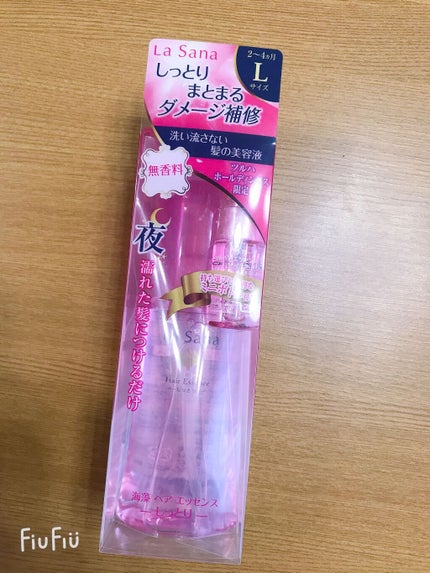 La Sana
2〜4ヵ月
L
サイズ
しっとり
まとまる
ダメージ補修
洗い流さない
髪の美容液
ツルハ
ホールディングス
限定
無香料
夜
濡れた髪につけるだけ
Sana
Hair Essence
海藻 ヘア エッセンス
しっとり
FiuFiu